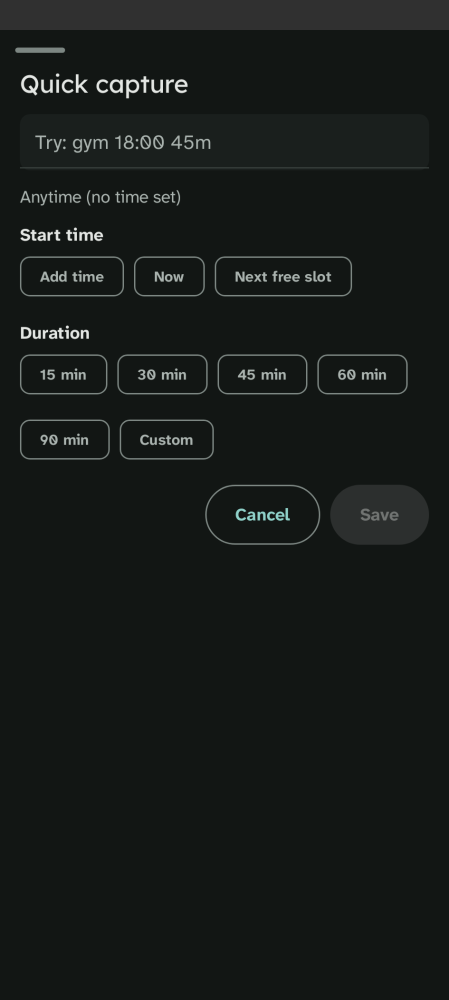 Quick capture
Try: gym 18:00 45m
Anytime (no time set)
Start time
Add time Now Next free slot
Duration
15 min 30 min 45 min 60 min
90 min Custom
Cancel Save